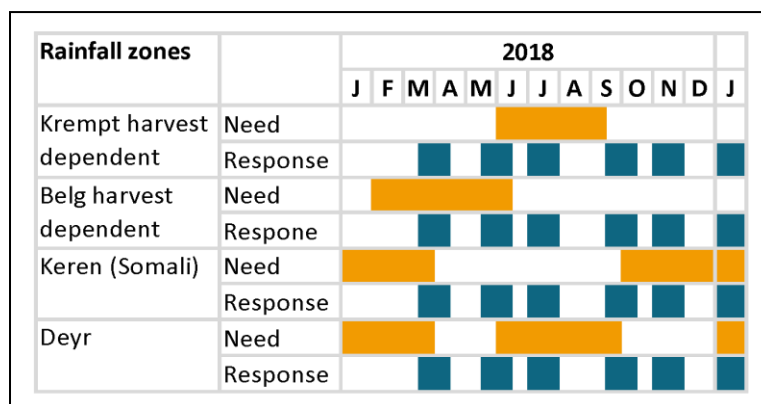 Rainfall zones 2018
J F M A M J J A S O N D J
Krempt harvest Need
dependent Response
Belg harvest Need
dependent Respone
Keren (Somali) Need
Response
Deyr Need
Response